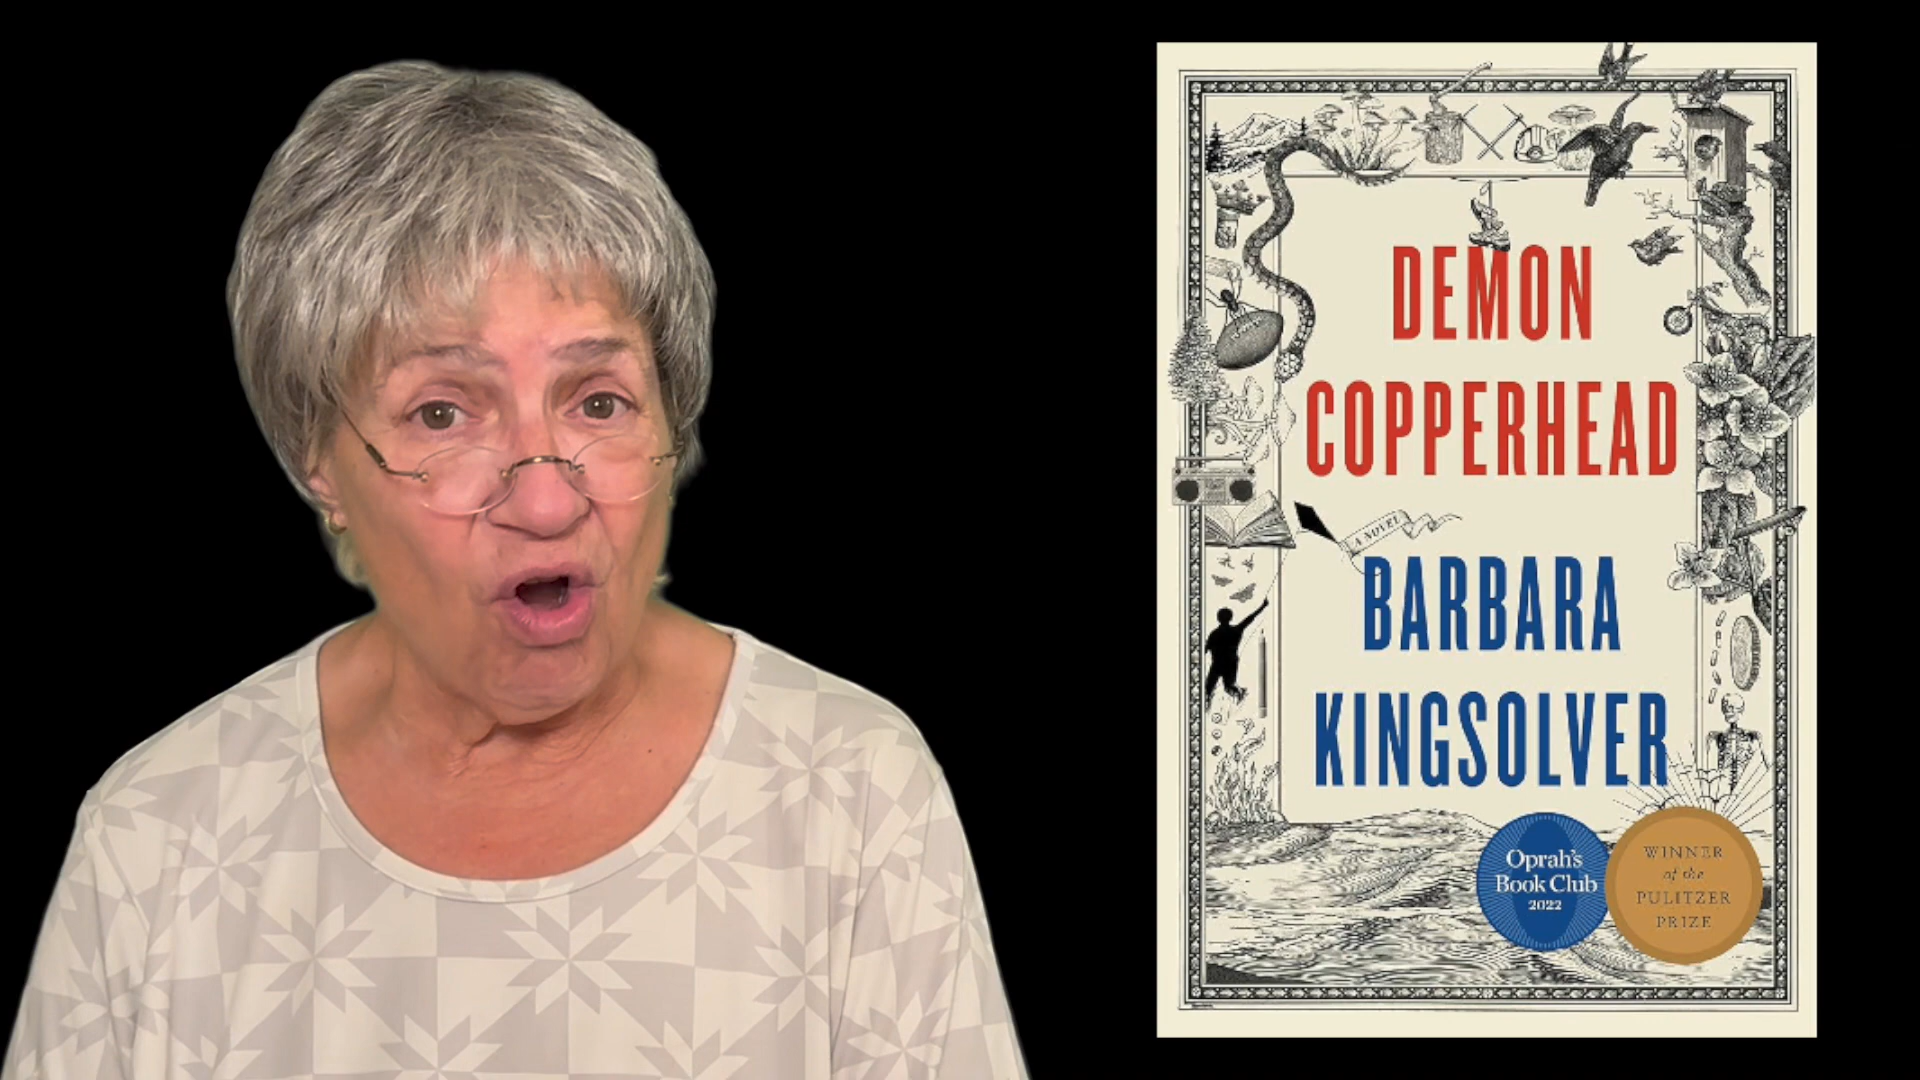 DEMON
COPPERHEAD
A NOVEL
BARBARA
KINGSOLVER
Oprah's
Book Club
2022
WINNER
of the
PULITZER
PRIZE